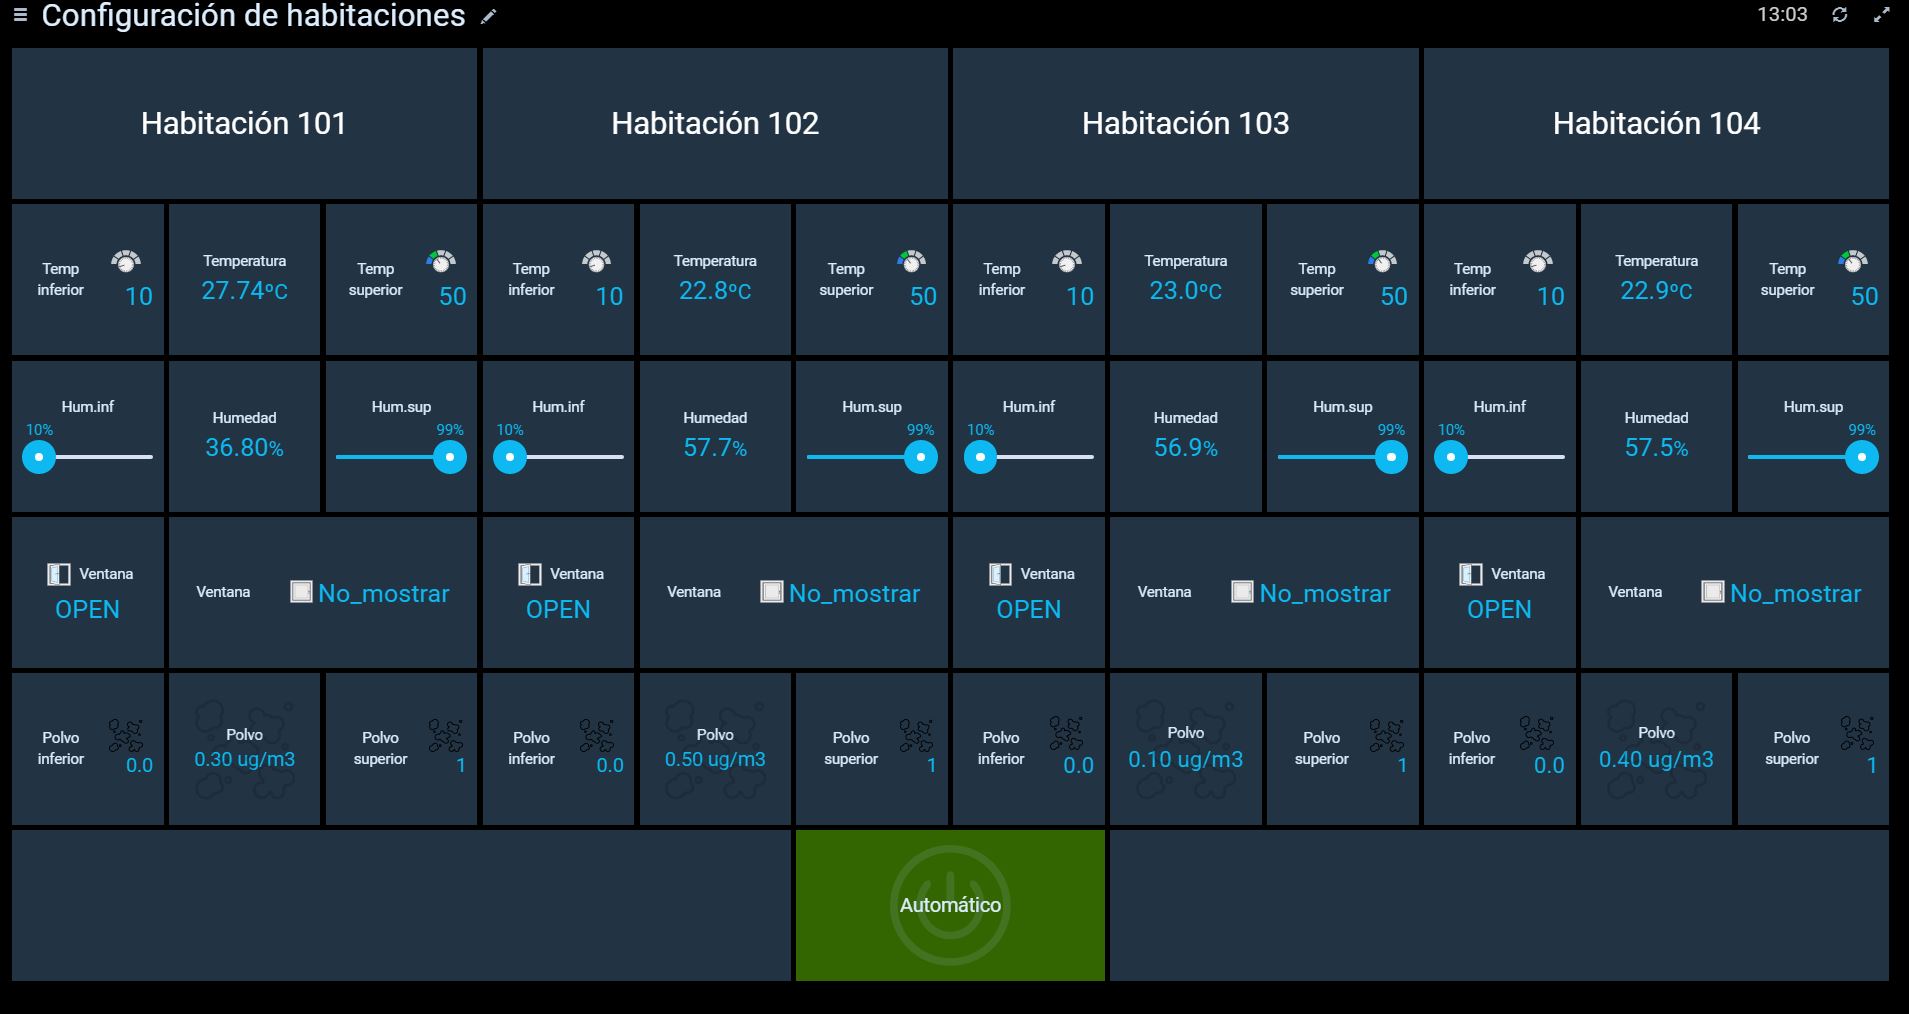 Configuración de habitaciones
13:03
Habitación 101
Habitación 102
Habitación 103
Habitación 104
Temp
inferior
10
Temperatura
27.74ºC
Temp
superior
50
Temp
inferior
10
Temperatura
22.8ºC
Temp
superior
50
Temp
inferior
10
Temperatura
23.0ºC
Temp
superior
50
Temp
inferior
10
Temperatura
22.9ºC
Temp
superior
50
Hum.inf
10%
Humedad
36.80%
Hum.sup
99%
Hum.inf
10%
Humedad
57.7%
Hum.sup
99%
Hum.inf
10%
Humedad
56.9%
Hum.sup
99%
Hum.inf
10%
Humedad
57.5%
Hum.sup
99%
Ventana
OPEN
Ventana
No_mostrar
Ventana
OPEN
Ventana
No_mostrar
Ventana
OPEN
Ventana
No_mostrar
Ventana
OPEN
Ventana
No_mostrar
Polvo
inferior
0.0
Polvo
0.30 ug/m3
Polvo
superior
1
Polvo
inferior
0.0
Polvo
0.50 ug/m3
Polvo
superior
1
Polvo
inferior
0.0
Polvo
0.10 ug/m3
Polvo
superior
1
Polvo
inferior
0.0
Polvo
0.40 ug/m3
Polvo
superior
1
Automático